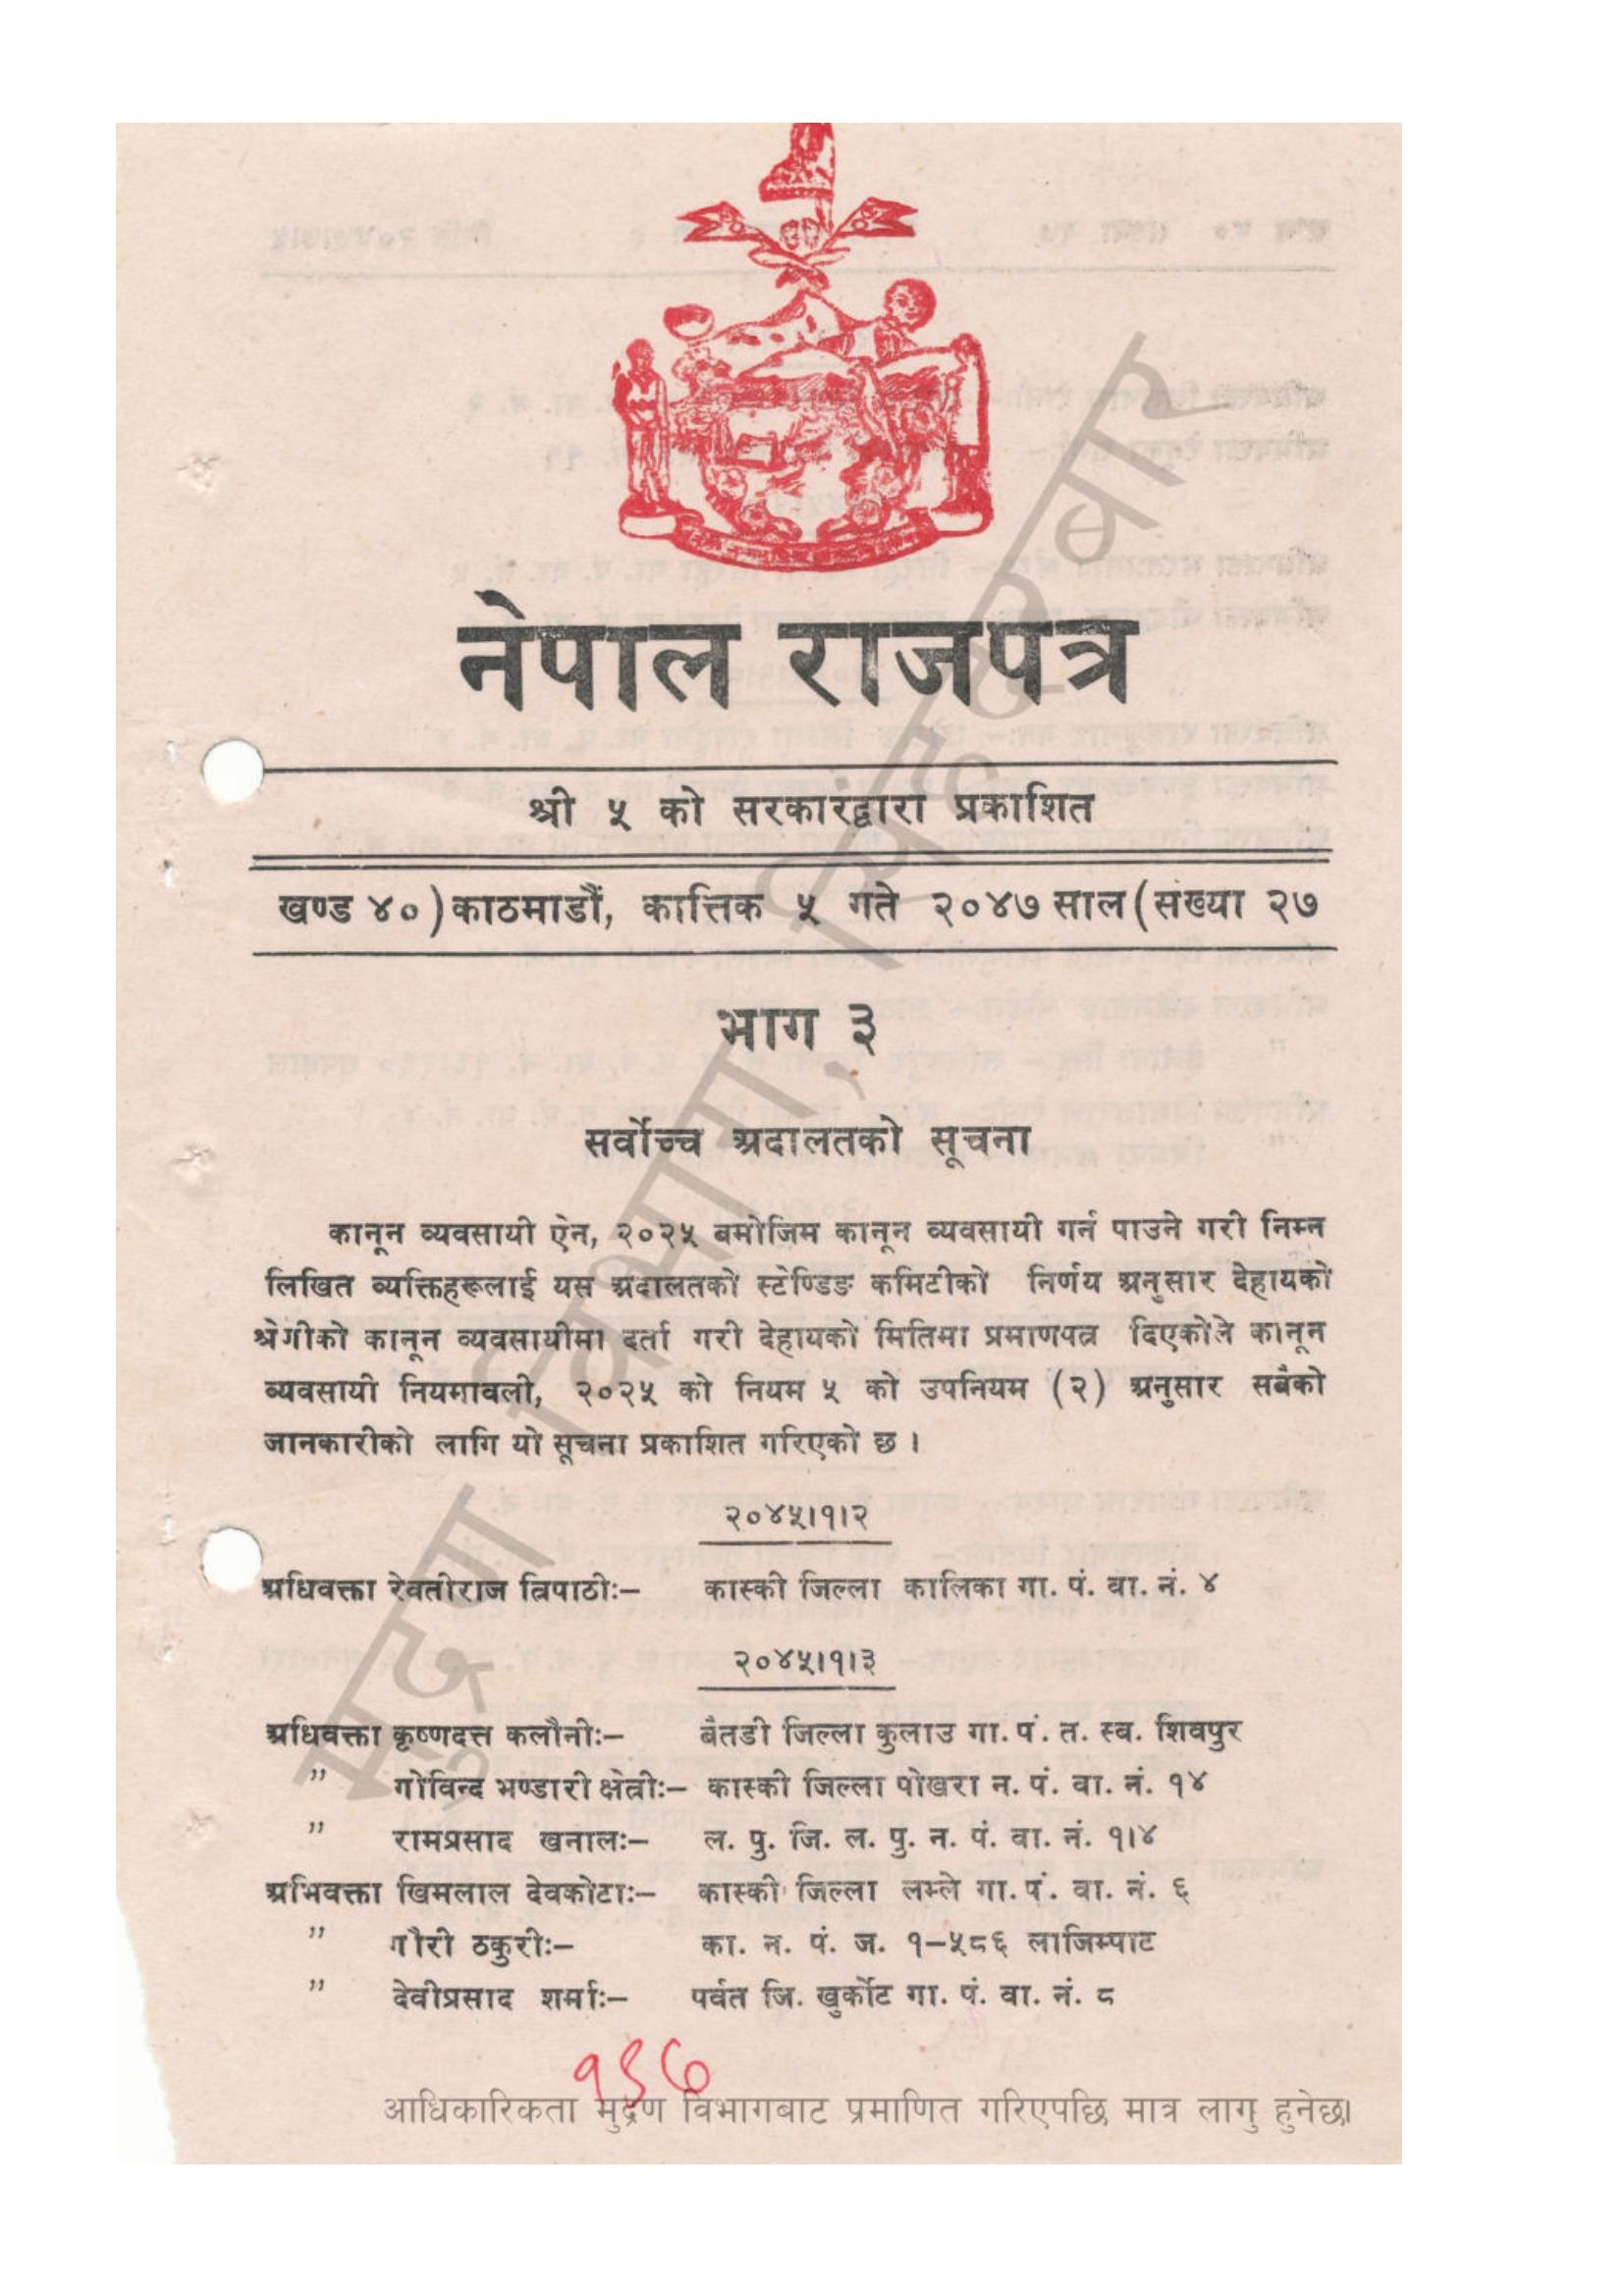 नेपाल राजपत्र
श्री ५ को सरकारद्वारा प्रकाशित
खण्ड ४०) काठमाडौं, कात्तिक ५ गते २०४७ साल (संख्या २७
भाग ३
सर्वोच्च अदालतको सूचना
कानून व्यवसायी ऐन, २०२५ बमोजिम कानून व्यवसायी गर्न पाउने गरी निम्न
लिखित व्यक्तिहरूलाई यस अदालतको स्टेण्डिङ कमिटीको निर्णय अनुसार देहायको
श्रेणीको कानून व्यवसायीमा दर्ता गरी देहायको मितिमा प्रमाणपत्र दिएकोले कानून
व्यवसायी नियमावली, २०२५ को नियम ५ को उपनियम (२) अनुसार सबैको
जानकारीको लागि यो सूचना प्रकाशित गरिएको छ ।
२०४५।१।२
अधिवक्ता रेवतीराज त्रिपाठीः– कास्की जिल्ला कालिका गा. पं. वा. नं. ४
२०४५।१।३
अधिवक्ता कृष्णदत्त कलौनीः– बैतडी जिल्ला कुलाउ गा. पं. त. स्व. शिवपुर
" गोविन्द भण्डारी क्षेत्रीः– कास्की जिल्ला पोखरा न. पं. वा. नं. १४
" रामप्रसाद खनालः– ल. पु. जि. ल. पु. न. पं. वा. नं. १।४
अभिवक्ता खिमलाल देवकोटाः– कास्की जिल्ला लम्ले गा. पं. वा. नं. ६
" गौरी ठकुरीः– का. न. पं. ज. १–५८६ लाजिम्पाट
" देवीप्रसाद शर्माः– पर्वत जि. खुर्कोट गा. पं. वा. नं. ८
आधिकारिकता मुद्रण विभागबाट प्रमाणित गरिएपछि मात्र लागु हुनेछ।
मुद्रण विभाग, सिंहदरवार